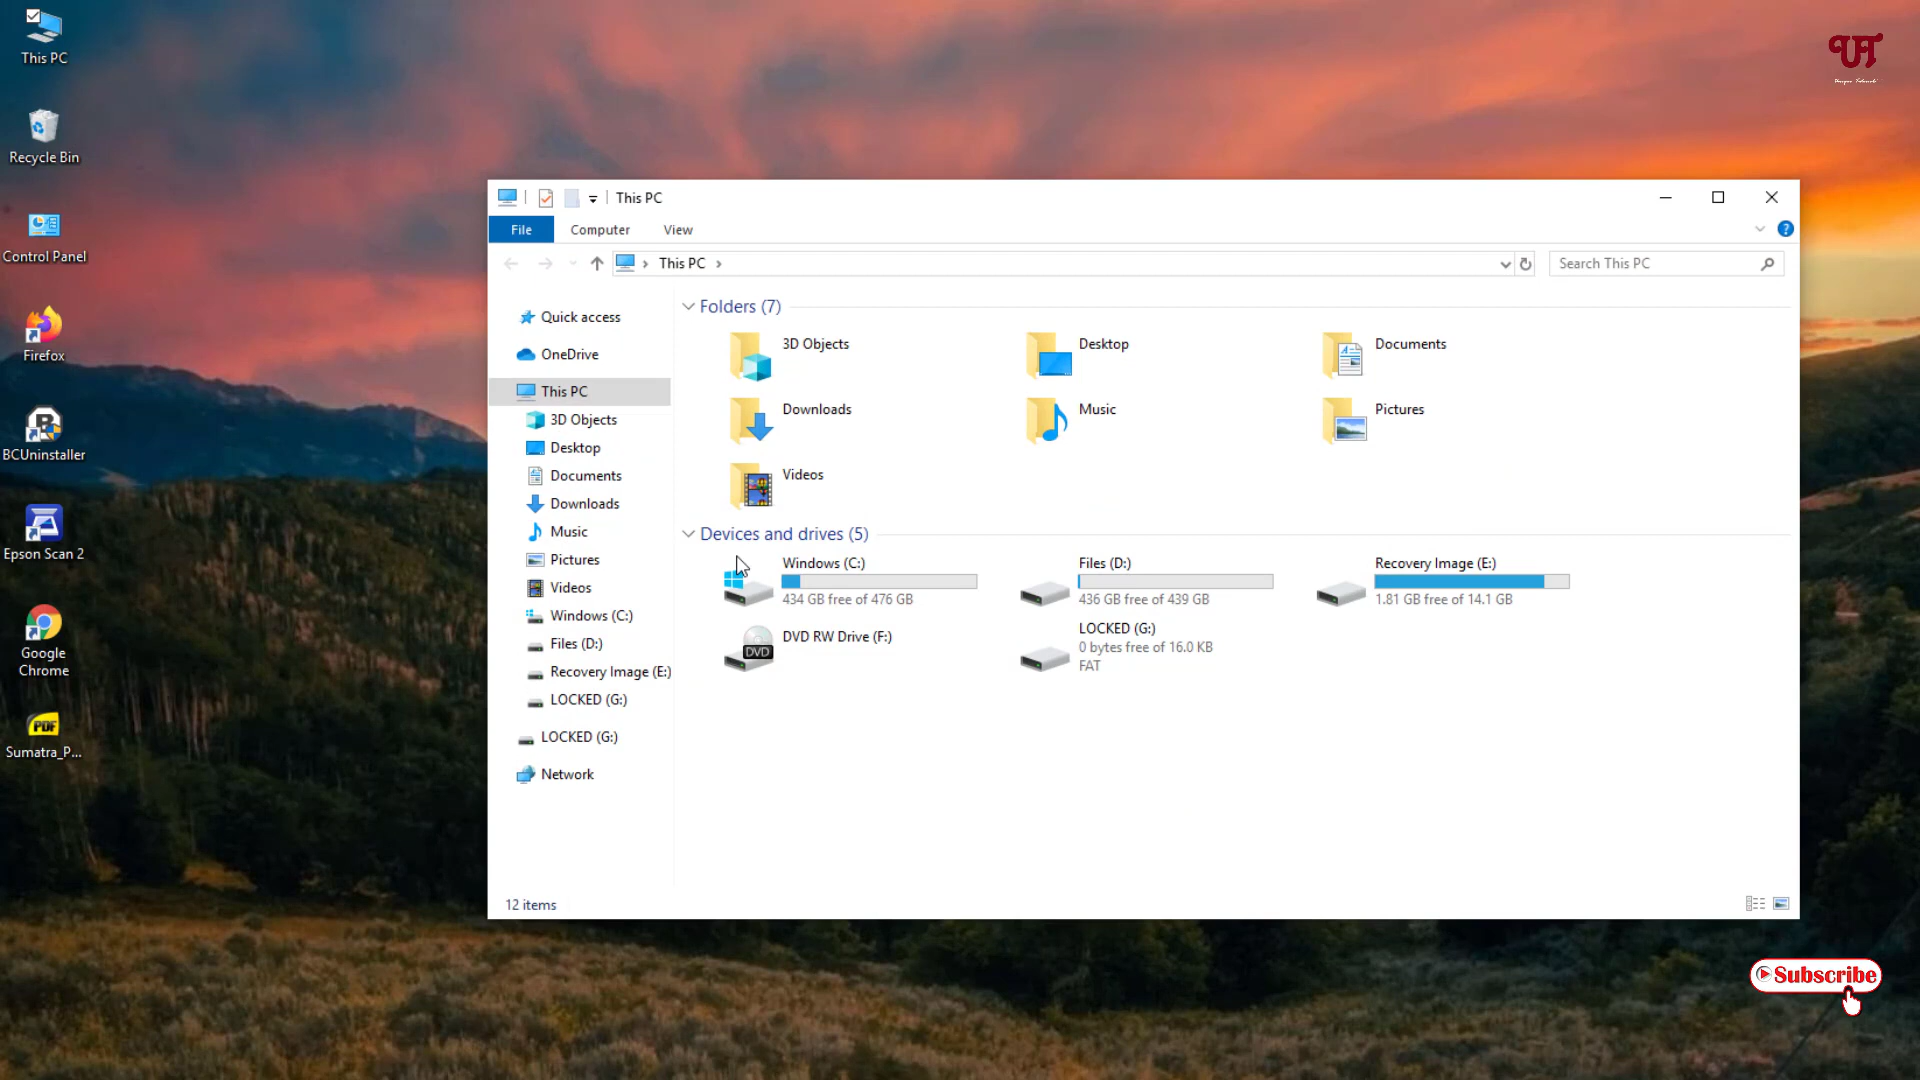 This PC
Recycle Bin
Control Panel
Firefox
BCUninstaller
Epson Scan 2
Google
Chrome
PDF
Sumatra_P...
UT
This PC
File
Computer
View
This PC
Search This PC
Quick access
OneDrive
This PC
3D Objects
Desktop
Documents
Downloads
Music
Pictures
Videos
Windows (C:)
Files (D:)
Recovery Image (E:)
LOCKED (G:)
LOCKED (G:)
Network
Folders (7)
3D Objects
Desktop
Documents
Downloads
Music
Pictures
Videos
Devices and drives (5)
Windows (C:)
434 GB free of 476 GB
Files (D:)
436 GB free of 439 GB
Recovery Image (E:)
1.81 GB free of 14.1 GB
DVD
DVD RW Drive (F:)
LOCKED (G:)
0 bytes free of 16.0 KB
FAT
12 items
Subscribe